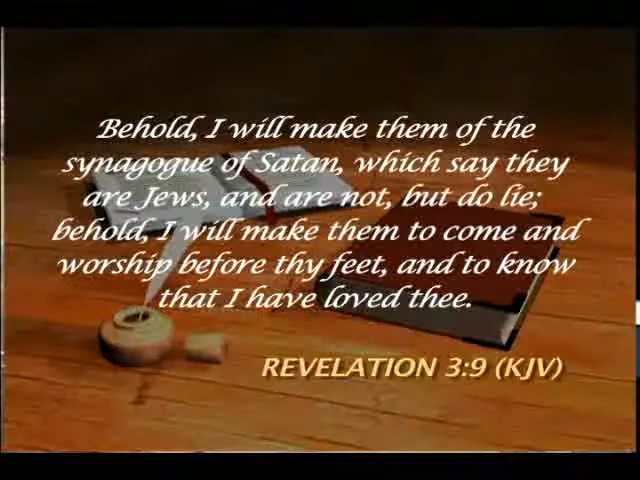 Behold, I will make them of the
synagogue of Satan, which say they
are Jews, and are not, but do lie;
behold, I will make them to come and
worship before thy feet, and to know
that I have loved thee.
REVELATION 3:9 (KJV)